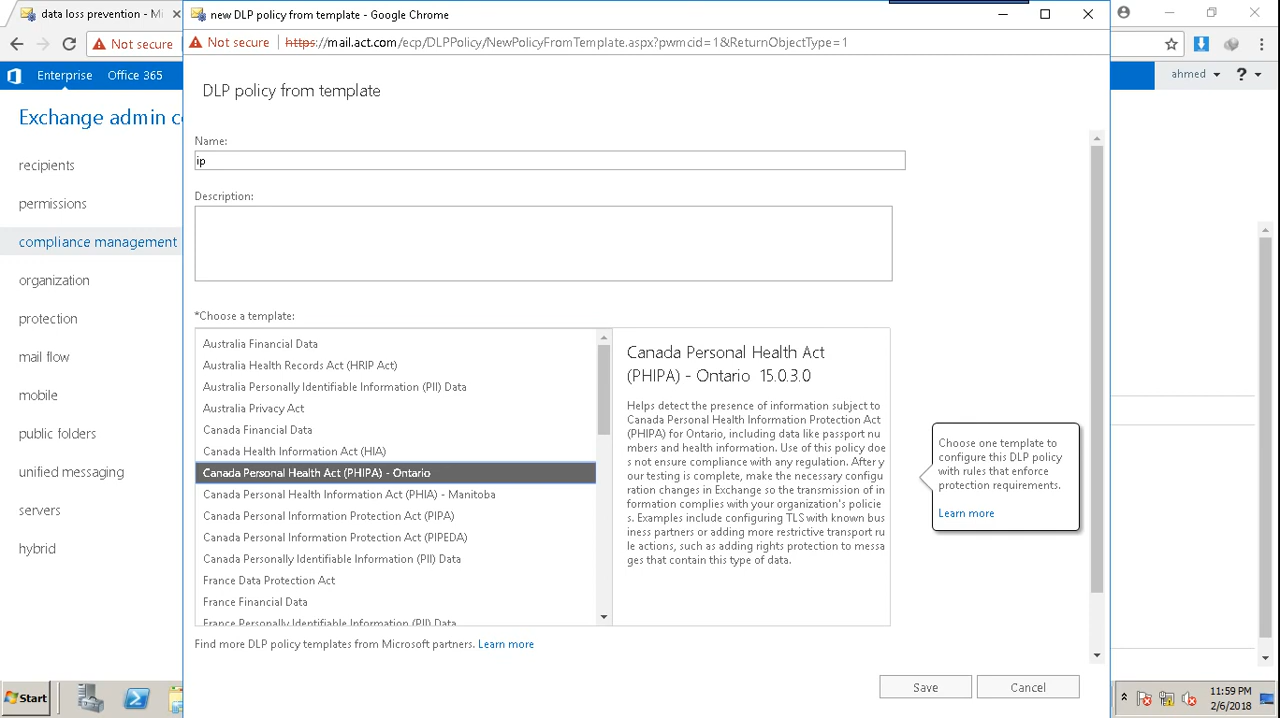 data loss prevention - Mi
new DLP policy from template - Google Chrome
Not secure
Not secure
https://mail.act.com/ecp/DLPPolicy/NewPolicyFromTemplate.aspx?pwmcid=1&ReturnObjectType=1
Enterprise
Office 365
ahmed
?
Exchange admin c
recipients
permissions
compliance management
organization
protection
mail flow
mobile
public folders
unified messaging
servers
hybrid
DLP policy from template
Name:
ip
Description:
*Choose a template:
Australia Financial Data
Australia Health Records Act (HRIP Act)
Australia Personally Identifiable Information (PII) Data
Australia Privacy Act
Canada Financial Data
Canada Health Information Act (HIA)
Canada Personal Health Act (PHIPA) - Ontario
Canada Personal Health Information Act (PHIA) - Manitoba
Canada Personal Information Protection Act (PIPA)
Canada Personal Information Protection Act (PIPEDA)
Canada Personally Identifiable Information (PII) Data
France Data Protection Act
France Financial Data
France Personally Identifiable Information (PII) Data
Canada Personal Health Act
(PHIPA) - Ontario 15.0.3.0
Helps detect the presence of information subject to
Canada Personal Health Information Protection Act
(PHIPA) for Ontario, including data like passport nu
mbers and health information. Use of this policy doe
s not ensure compliance with any regulation. After y
our testing is complete, make the necessary configu
ration changes in Exchange so the transmission of in
formation complies with your organization's policie
s. Examples include configuring TLS with known bus
iness partners or adding more restrictive transport ru
le actions, such as adding rights protection to messa
ges that contain this type of data.
Choose one template to
configure this DLP policy
with rules that enforce
protection requirements.
Learn more
Find more DLP policy templates from Microsoft partners. Learn more
Save
Cancel
Start
11:59 PM
2/6/2018